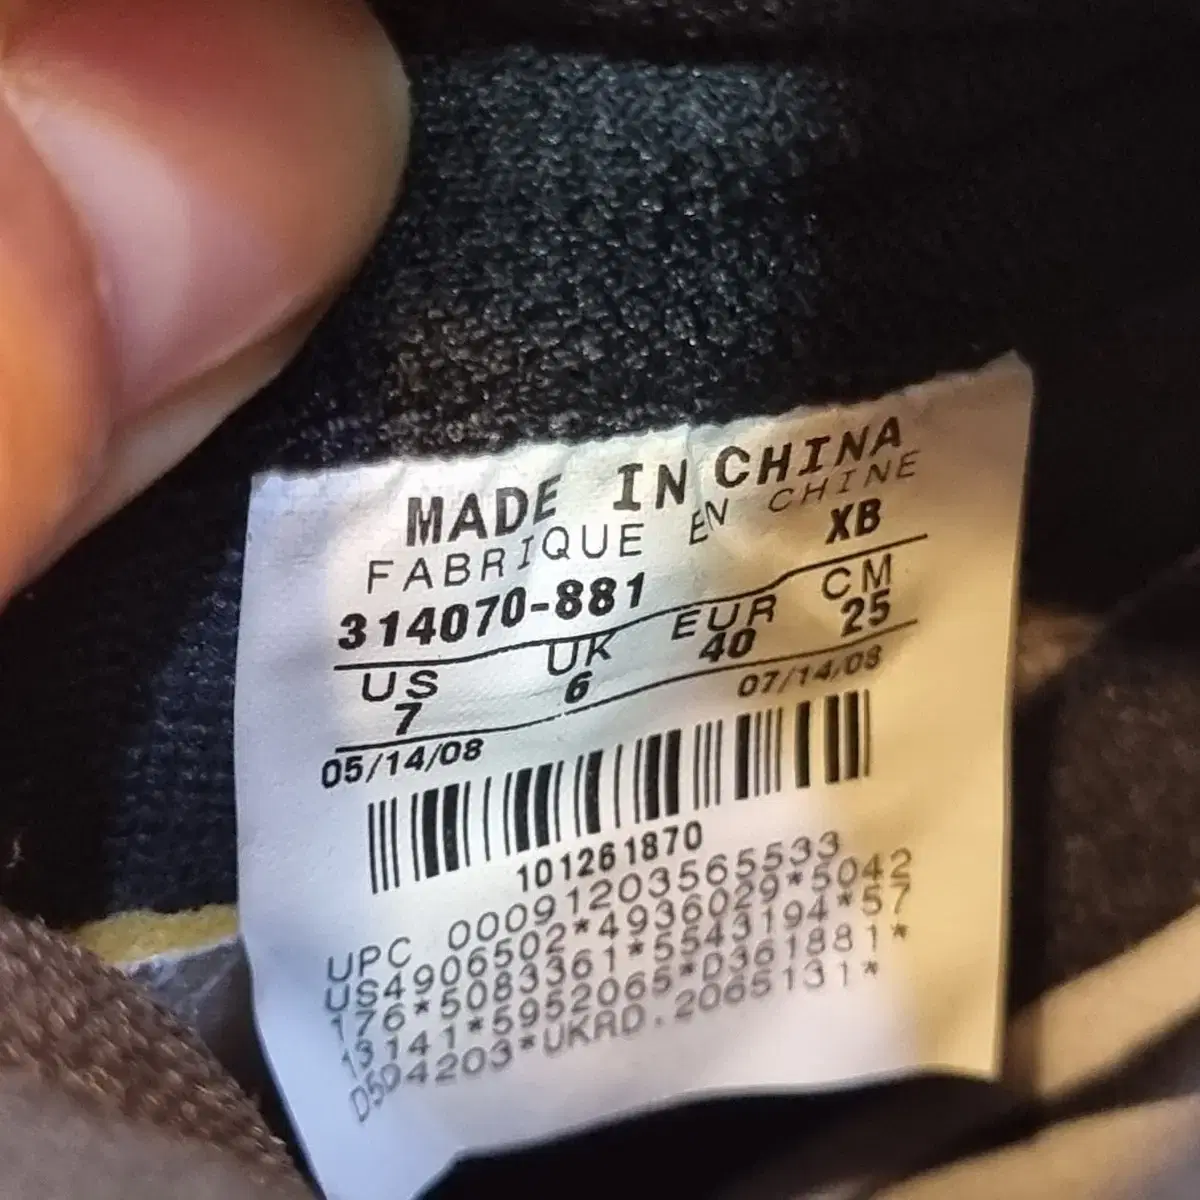 MADE IN CHINA
FABRIQUE EN CHINE
314070-881 XB
US UK EUR CM
7 6 40 25
05/14/08 07/14/08
101261870
UPC 00091203565533
US4906502*4936029*5042
176*5083361*5543194*57
13141*5952065*D361881*
D504203*UKRD.2065131*